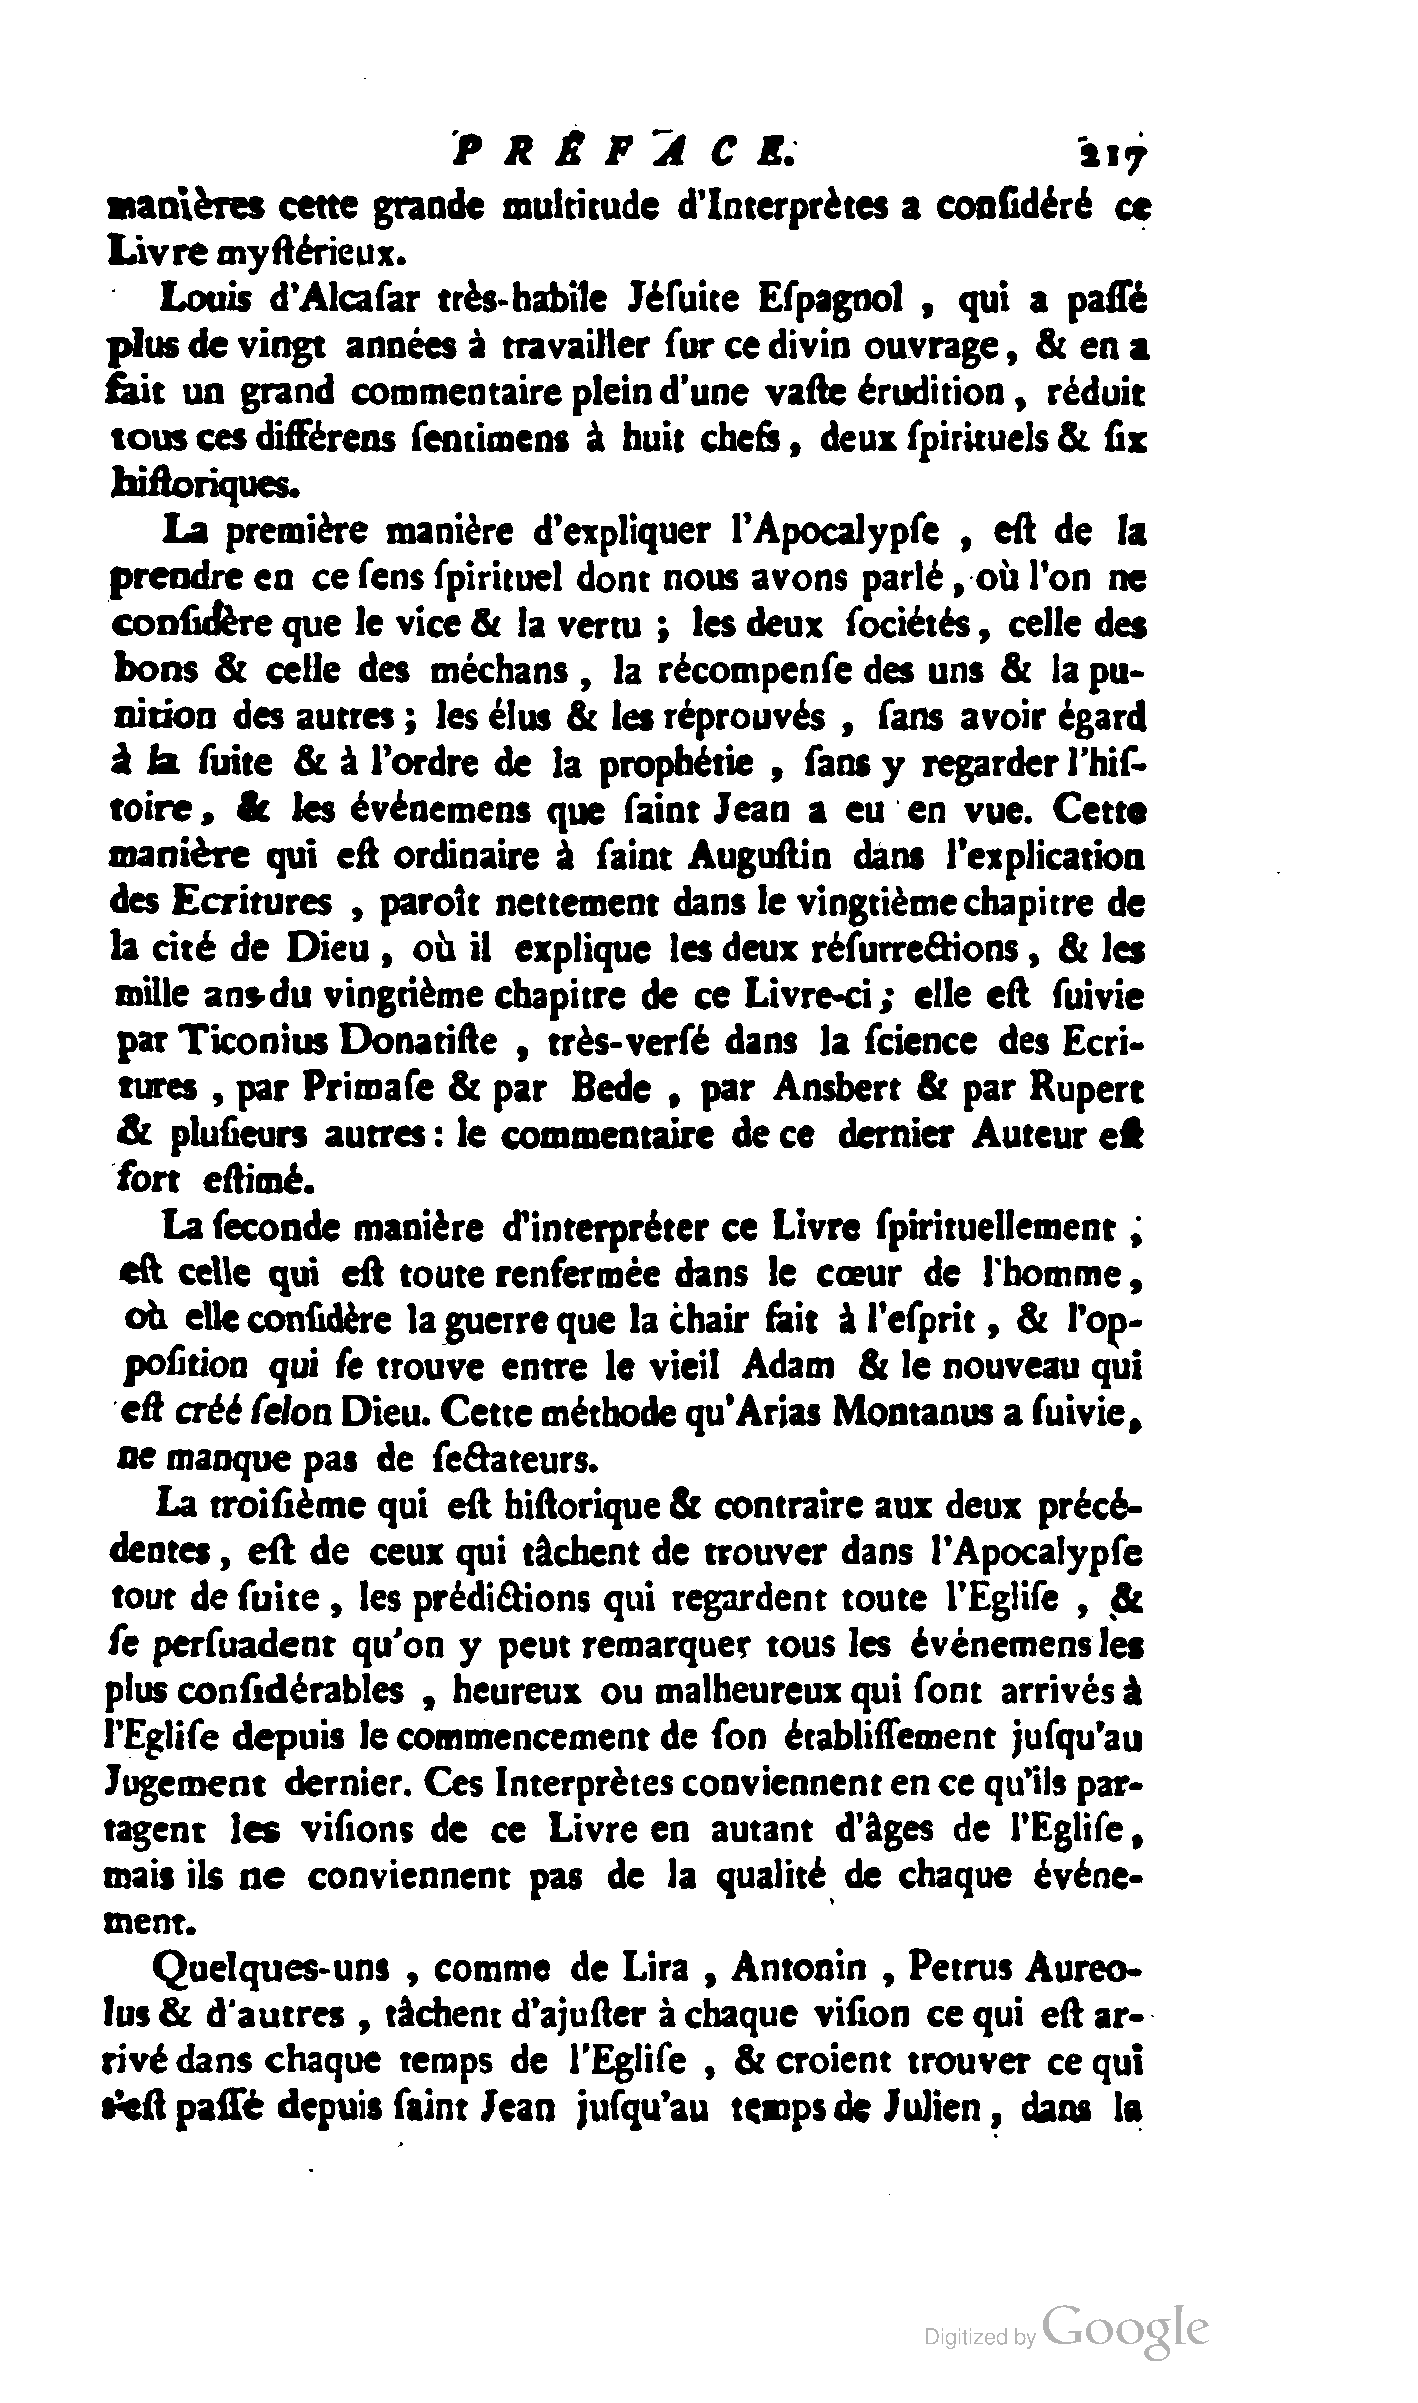 PRÉFACE. 217
manières cette grande multitude d'Interprètes a conſidéré ce
Livre myſtérieux.
Louis d'Alcaſar très-habile Jéſuite Eſpagnol , qui a paſſé
plus de vingt années à travailler ſur ce divin ouvrage, & en a
fait un grand commentaire plein d'une vaſte érudition , réduit
tous ces différens ſentimens à huit chefs, deux ſpirituels & ſix
hiſtoriques.
La première manière d'expliquer l'Apocalypſe , eſt de la
prendre en ce ſens ſpirituel dont nous avons parlé, où l'on ne
conſidère que le vice & la vertu ; les deux ſociétés, celle des
bons & celle des méchans , la récompenſe des uns & la pu-
nition des autres ; les élus & les réprouvés , ſans avoir égard
à la ſuite & à l'ordre de la prophétie , ſans y regarder l'hiſ-
toire, & les événemens que ſaint Jean a eu en vue. Cette
manière qui eſt ordinaire à ſaint Auguſtin dans l'explication
des Ecritures , paroît nettement dans le vingtième chapitre de
la cité de Dieu , où il explique les deux réſurrections, & les
mille ans du vingtième chapitre de ce Livre-ci ; elle eſt ſuivie
par Ticonius Donatiſte , très-verſé dans la ſcience des Ecri-
tures , par Primaſe & par Bede , par Ansbert & par Rupert
& pluſieurs autres : le commentaire de ce dernier Auteur eſt
fort eſtimé.
La ſeconde manière d'interpréter ce Livre ſpirituellement ;
eſt celle qui eſt toute renfermée dans le cœur de l'homme,
où elle conſidère la guerre que la chair fait à l'eſprit , & l'op-
poſition qui ſe trouve entre le vieil Adam & le nouveau qui
eſt créé ſelon Dieu. Cette méthode qu'Arias Montanus a ſuivie,
ne manque pas de ſectateurs.
La troiſième qui eſt hiſtorique & contraire aux deux précé-
dentes, eſt de ceux qui tâchent de trouver dans l'Apocalypſe
tout de ſuite , les prédictions qui regardent toute l'Egliſe , &
ſe perſuadent qu'on y peut remarquer tous les événemens les
plus conſidérables , heureux ou malheureux qui ſont arrivés à
l'Egliſe depuis le commencement de ſon établiſſement juſqu'au
Jugement dernier. Ces Interprètes conviennent en ce qu'ils par-
tagent les viſions de ce Livre en autant d'âges de l'Egliſe,
mais ils ne conviennent pas de la qualité de chaque événe-
ment.
Quelques-uns , comme de Lira , Antonin , Petrus Aureo-
lus & d'autres , tâchent d'ajuſter à chaque viſion ce qui eſt ar-
rivé dans chaque temps de l'Egliſe , & croient trouver ce qui
s'eſt paſſé depuis ſaint Jean juſqu'au temps de Julien, dans la
Digitized by Google